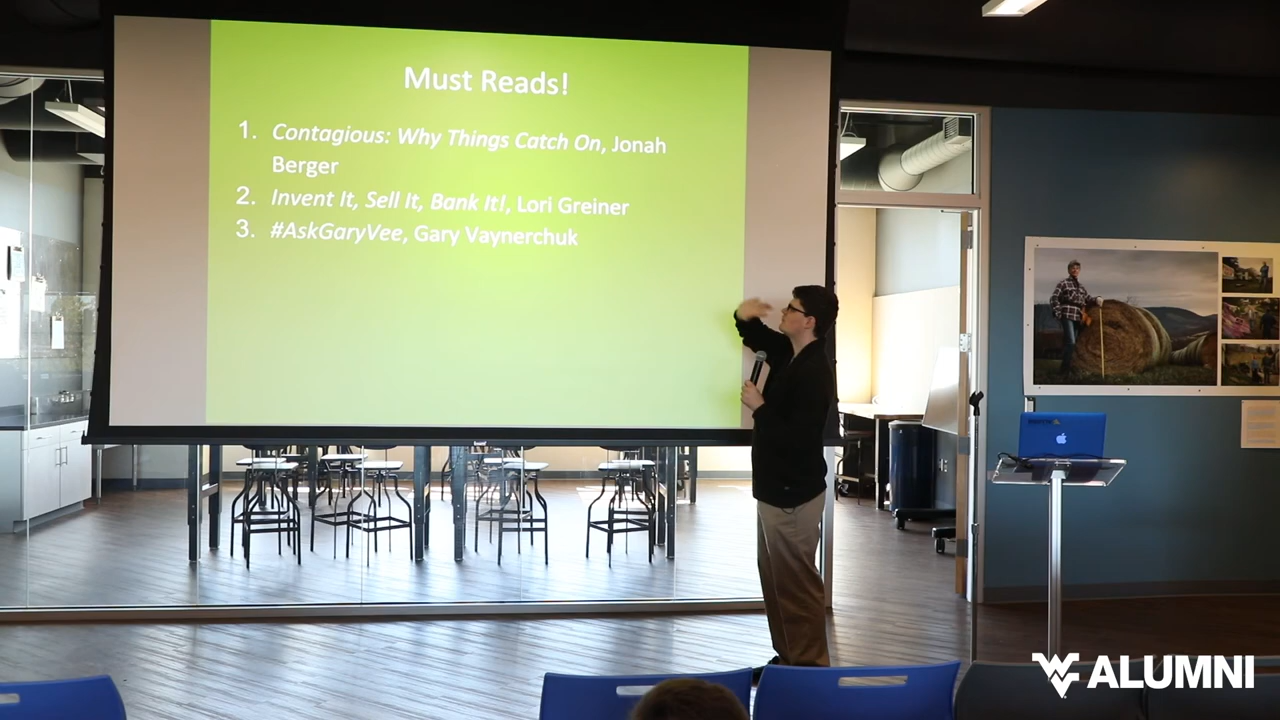 Must Reads!
1. Contagious: Why Things Catch On, Jonah
Berger
2. Invent It, Sell It, Bank It!, Lori Greiner
3. #AskGaryVee, Gary Vaynerchuk
WV ALUMNI